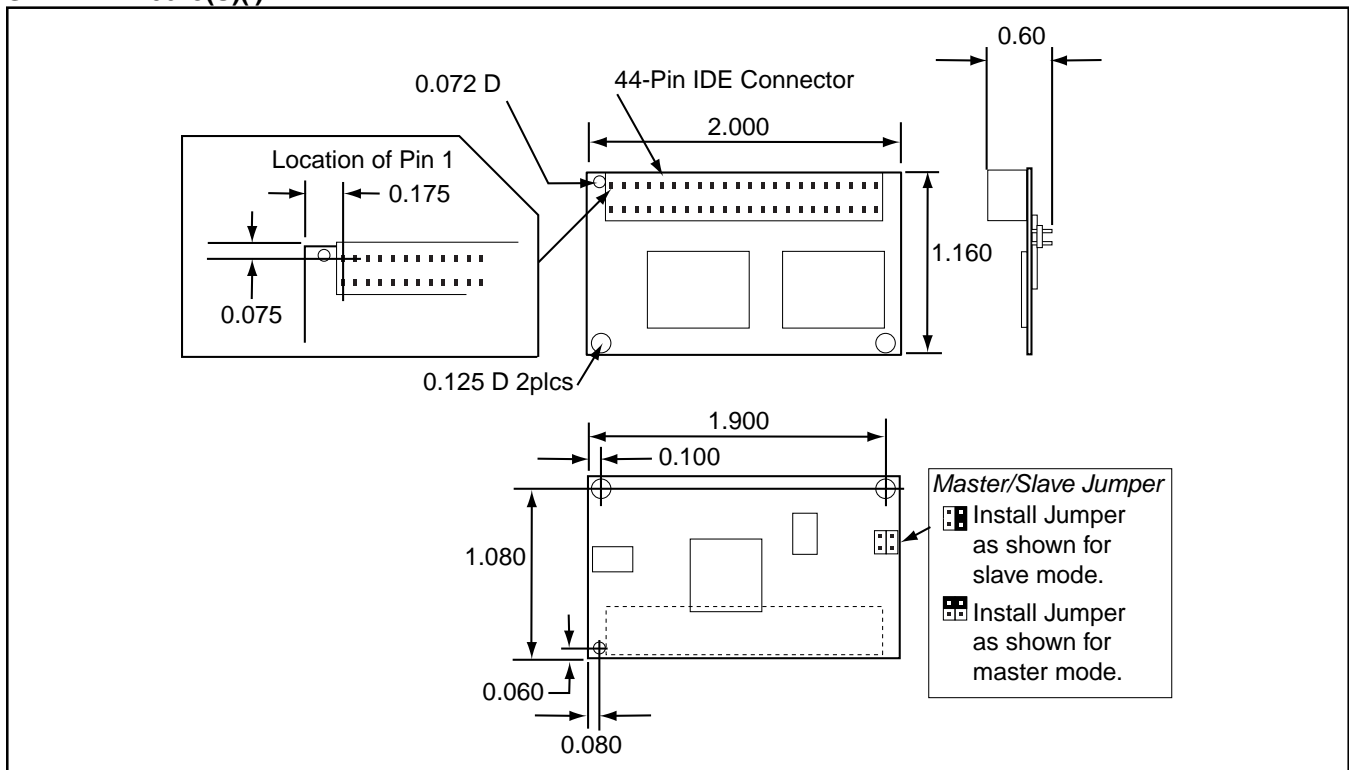 0.60
0.072 D
44-Pin IDE Connector
2.000
Location of Pin 1
0.175
1.160
0.075
0.125 D 2plcs
1.900
0.100
Master/Slave Jumper
Install Jumper
as shown for
slave mode.
1.080
Install Jumper
as shown for
master mode.
0.060
0.080